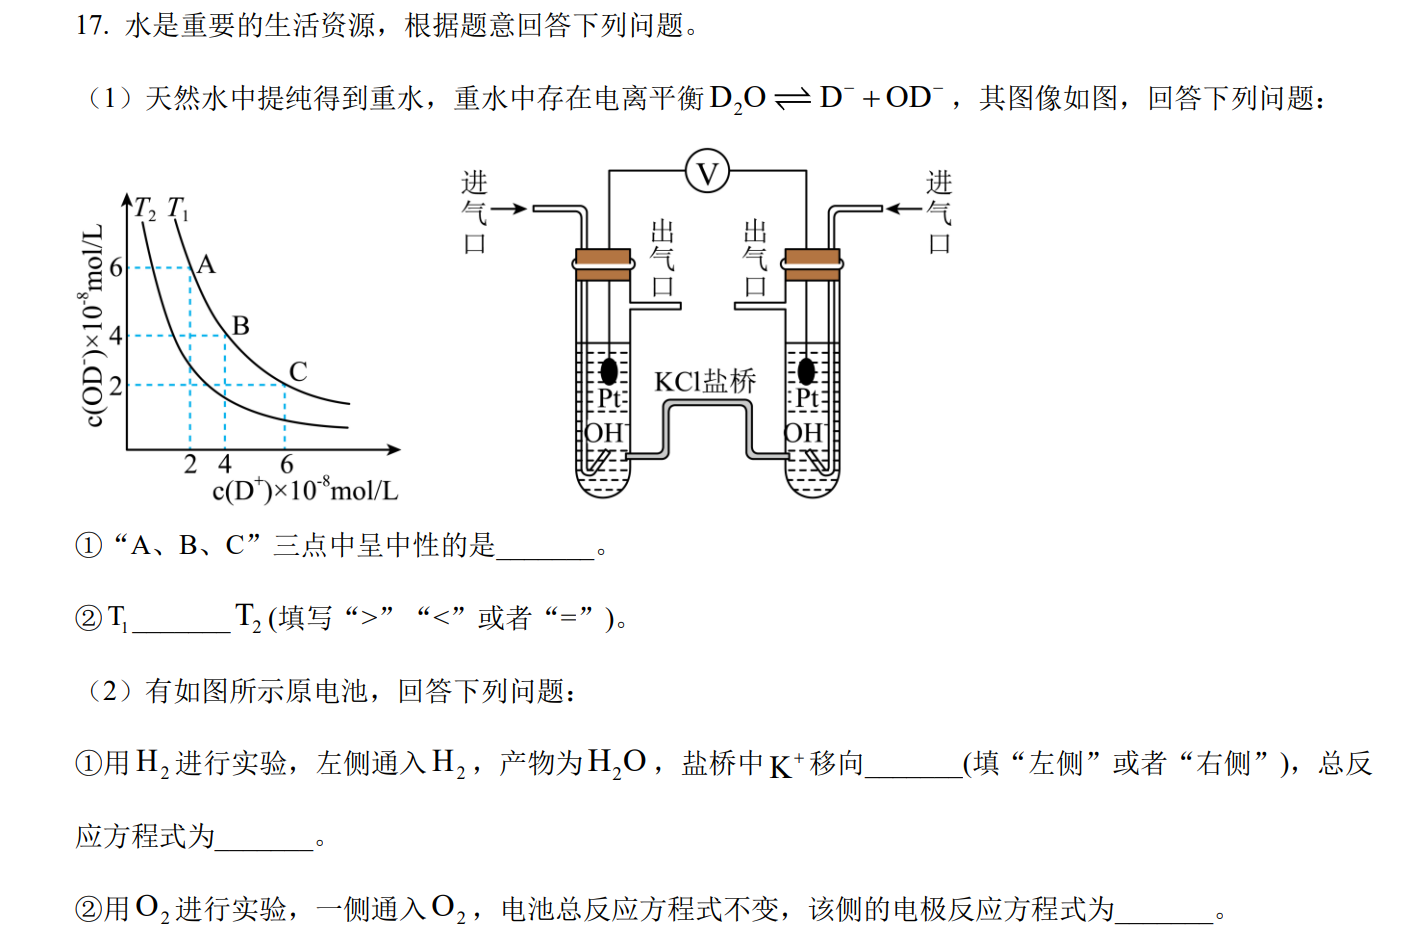 17. 水是重要的生活资源，根据题意回答下列问题。
（1）天然水中提纯得到重水，重水中存在电离平衡 D₂O ⇌ D⁻ + OD⁻，其图像如图，回答下列问题：
T₂ T₁
c(OD⁻)×10⁻⁸mol/L
6
4
2
A
B
C
2 4 6
c(D⁺)×10⁻⁸mol/L
V
进气口
出气口
出气口
进气口
KCl盐桥
Pt
Pt
OH⁻
OH⁻
①“A、B、C”三点中呈中性的是_______。
②T₁_______T₂(填写“>”“<”或者“=”)。
（2）有如图所示原电池，回答下列问题：
①用H₂进行实验，左侧通入H₂，产物为H₂O，盐桥中K⁺移向_______(填“左侧”或者“右侧”)，总反
应方程式为_______。
②用O₂进行实验，一侧通入O₂，电池总反应方程式不变，该侧的电极反应方程式为_______。